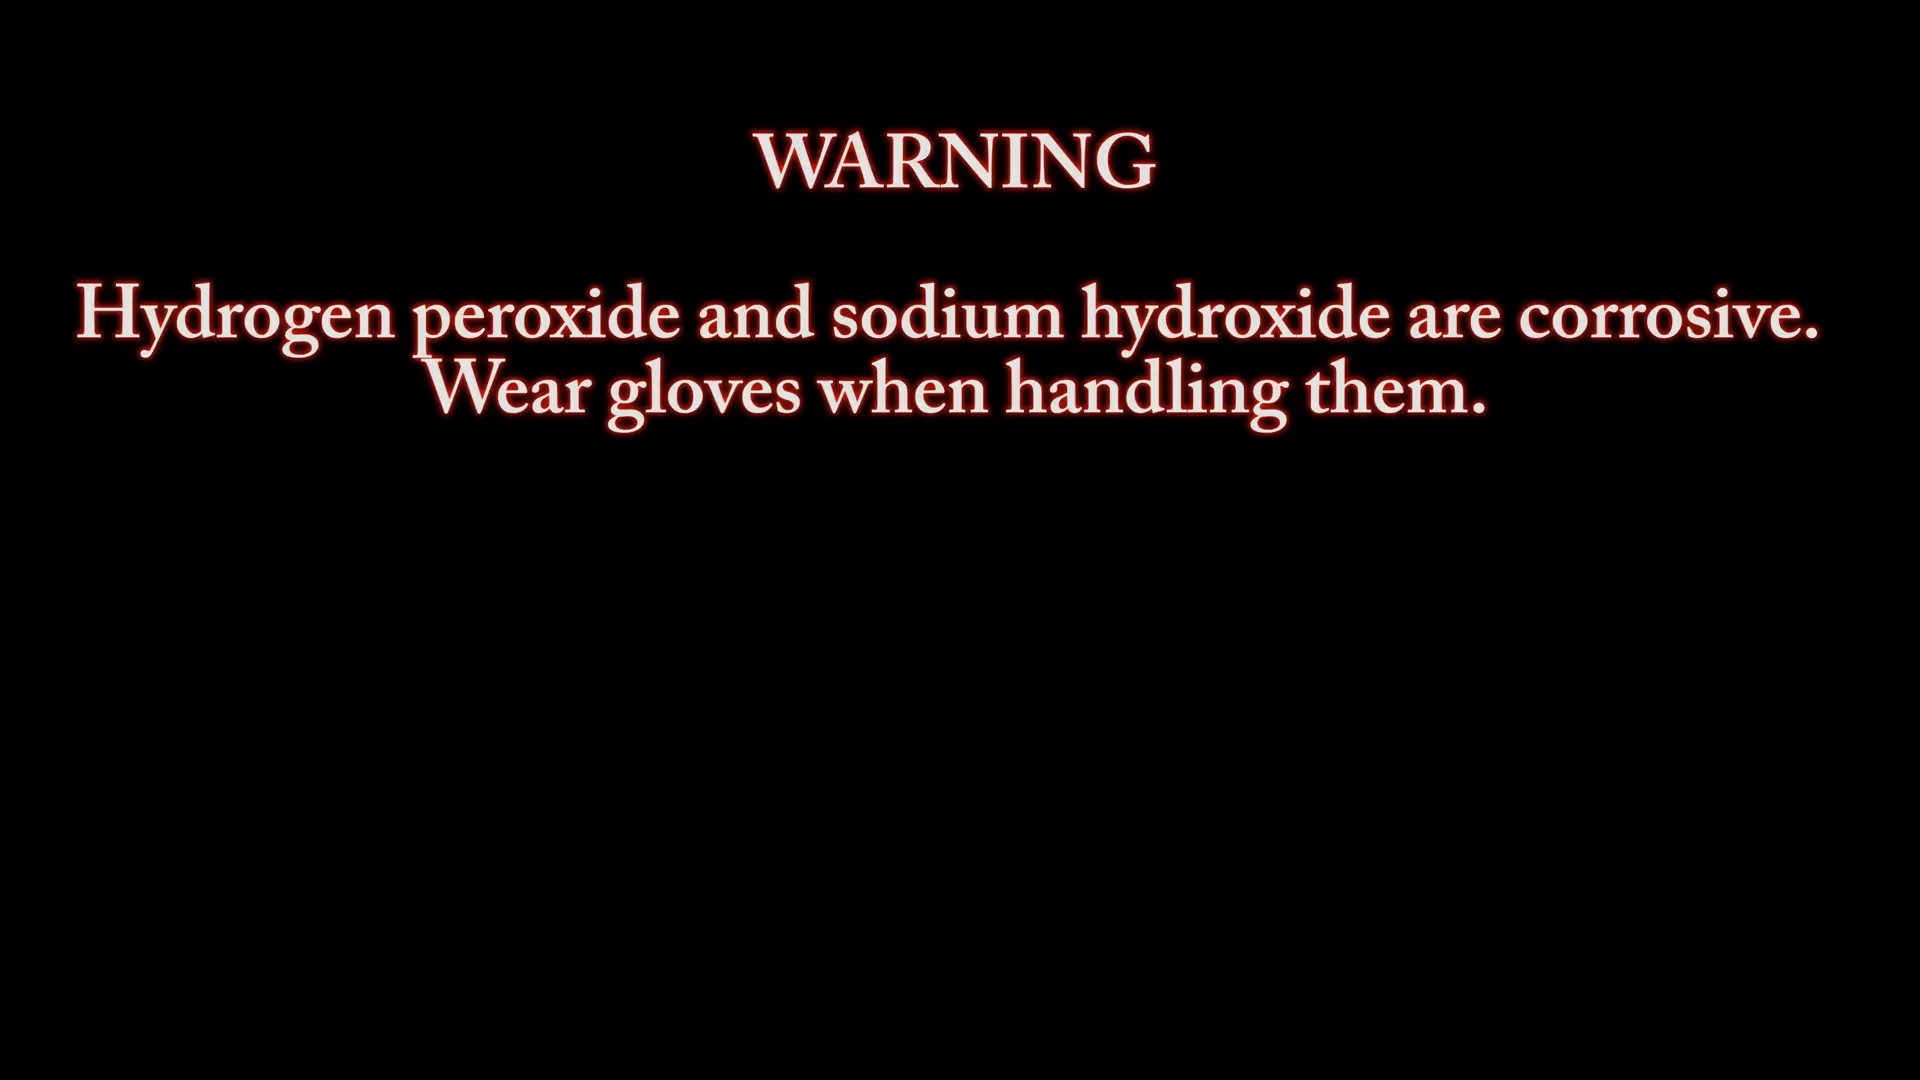 WARNING
Hydrogen peroxide and sodium hydroxide are corrosive.
Wear gloves when handling them.